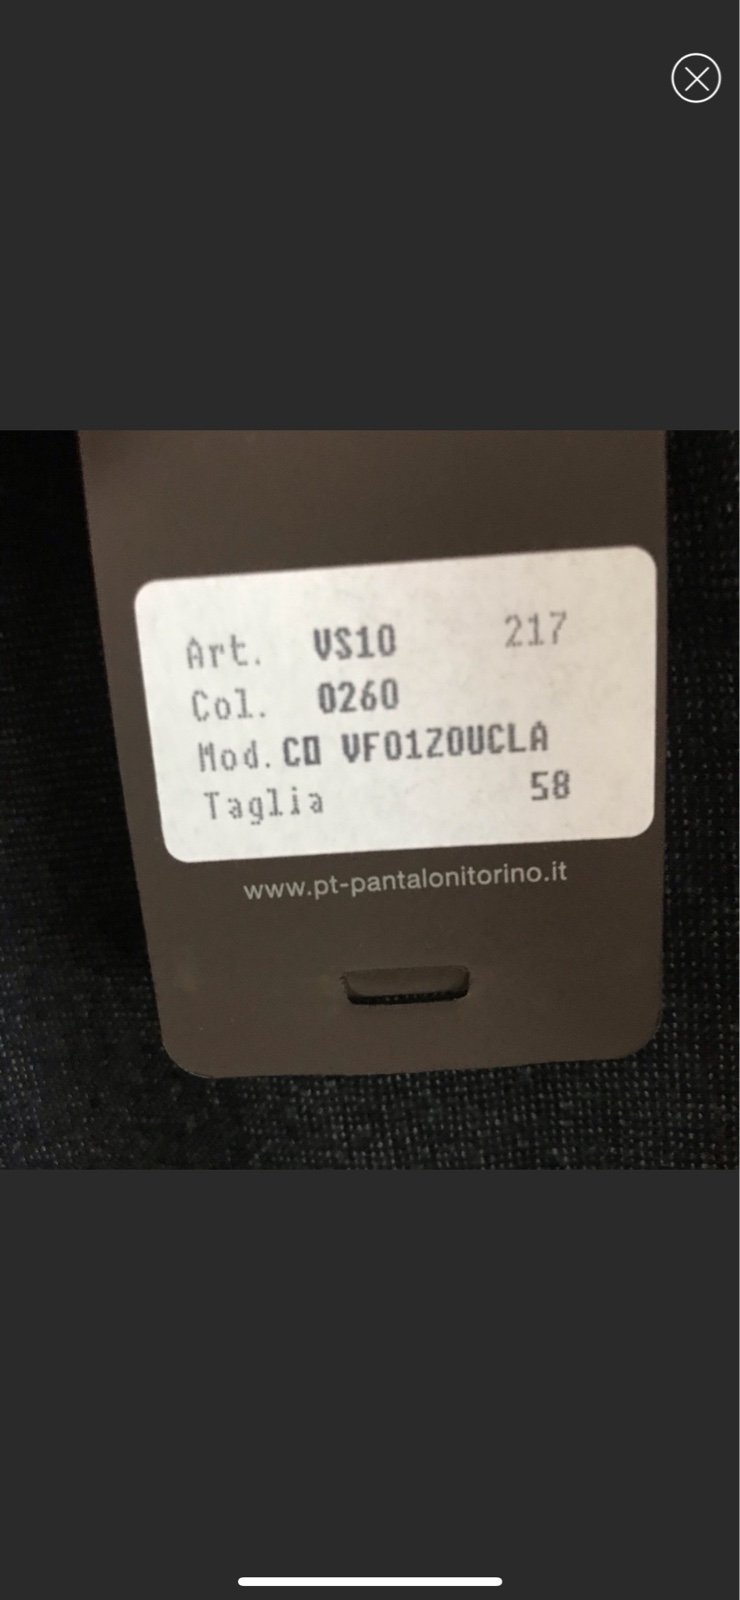 Art. VS10 217
Col. 0260
Mod. CO VF01Z0UCLA
Taglia 58
www.pt-pantalonitorino.it